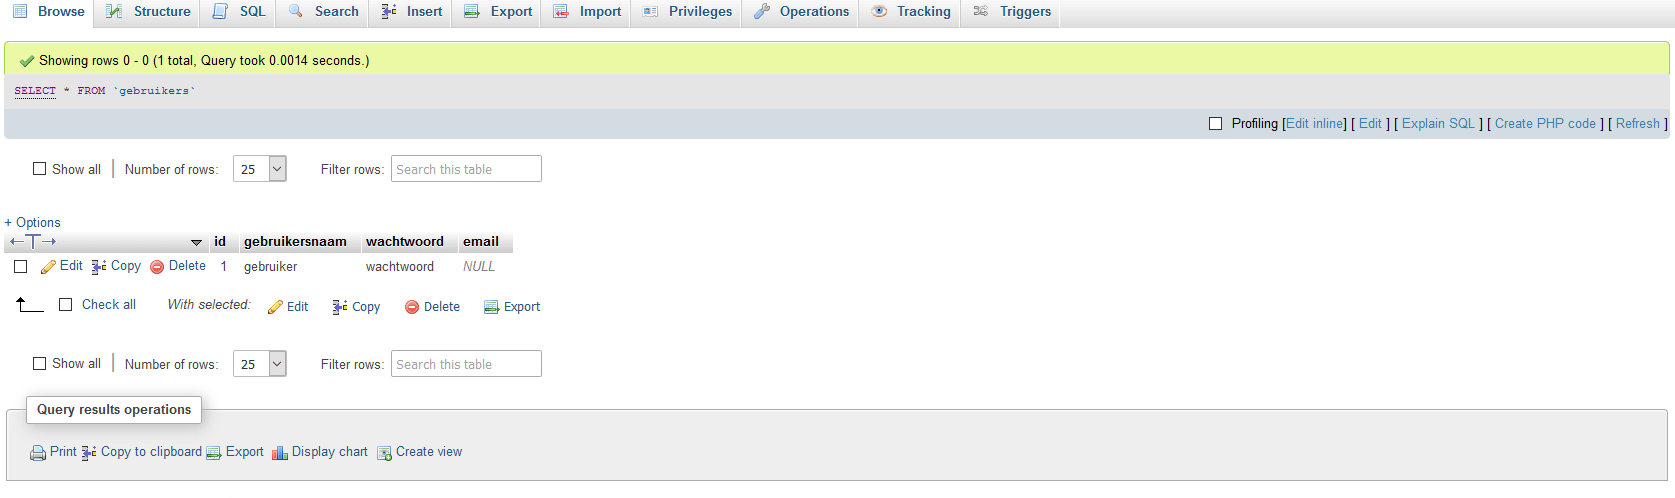 Browse Structure SQL Search Insert Export Import Privileges Operations Tracking Triggers
Showing rows 0 - 0 (1 total, Query took 0.0014 seconds.)
SELECT * FROM `gebruikers`
Profiling [Edit inline] [ Edit ] [ Explain SQL ] [ Create PHP code ] [ Refresh ]
Show all Number of rows: 25 Filter rows: Search this table
+ Options
←T→ id gebruikersnaam wachtwoord email
Edit Copy Delete 1 gebruiker wachtwoord NULL
Check all With selected: Edit Copy Delete Export
Show all Number of rows: 25 Filter rows: Search this table
Query results operations
Print Copy to clipboard Export Display chart Create view